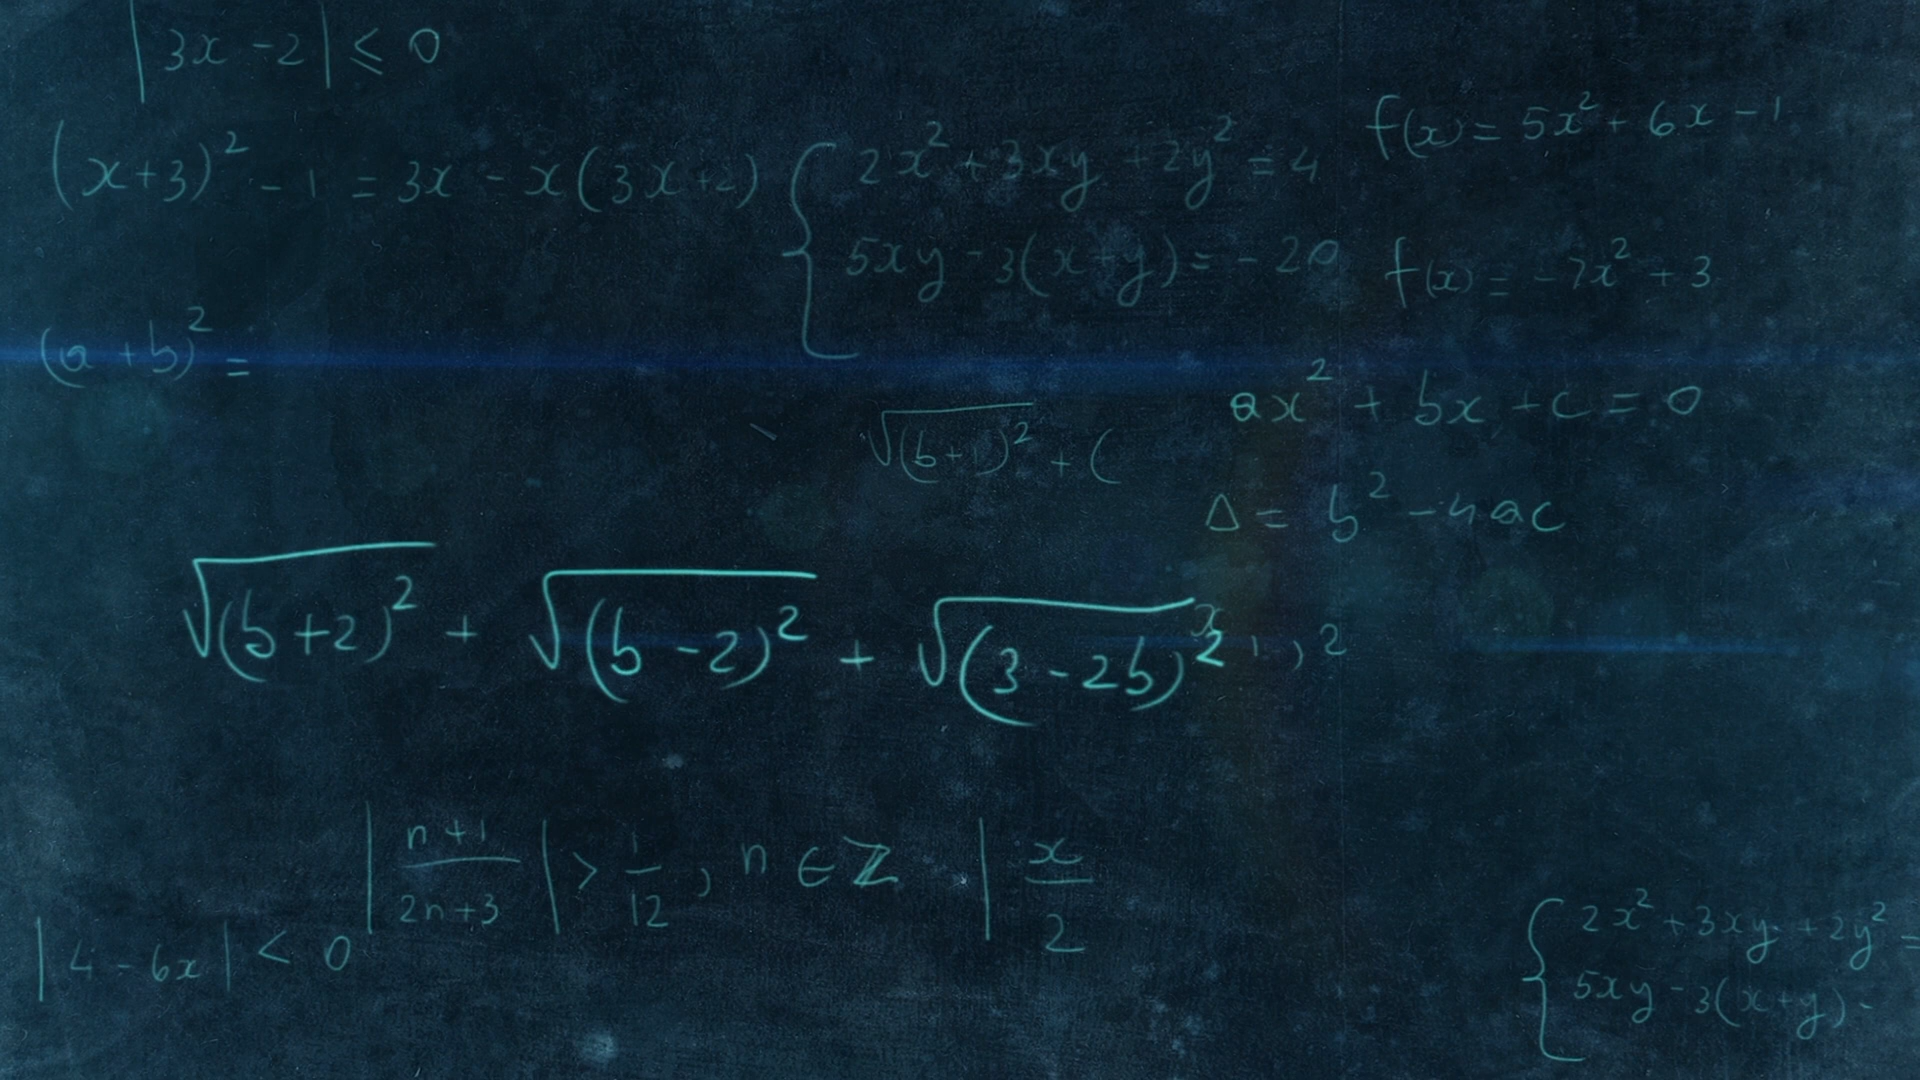 |3x - 2| ⩽ 0
(x+3)² - 1 = 3x - x(3x+2)
{ 2x² + 3xy + 2y² = 4
5xy - 3(x+y) = -20
f(x) = 5x² + 6x - 1
f(x) = -7x² + 3
(a + b)² =
√(b+1)² + (
ax² + bx + c = 0
Δ = b² - 4ac
√(b+2)² + √(b-2)² + √(3-2b)²
|n+1 / 2n+3| > 1/12, n ∈ ℤ
|x/2
|4 - 6x| < 0
{ 2x² + 3xy + 2y² =
5xy - 3(x+y) -